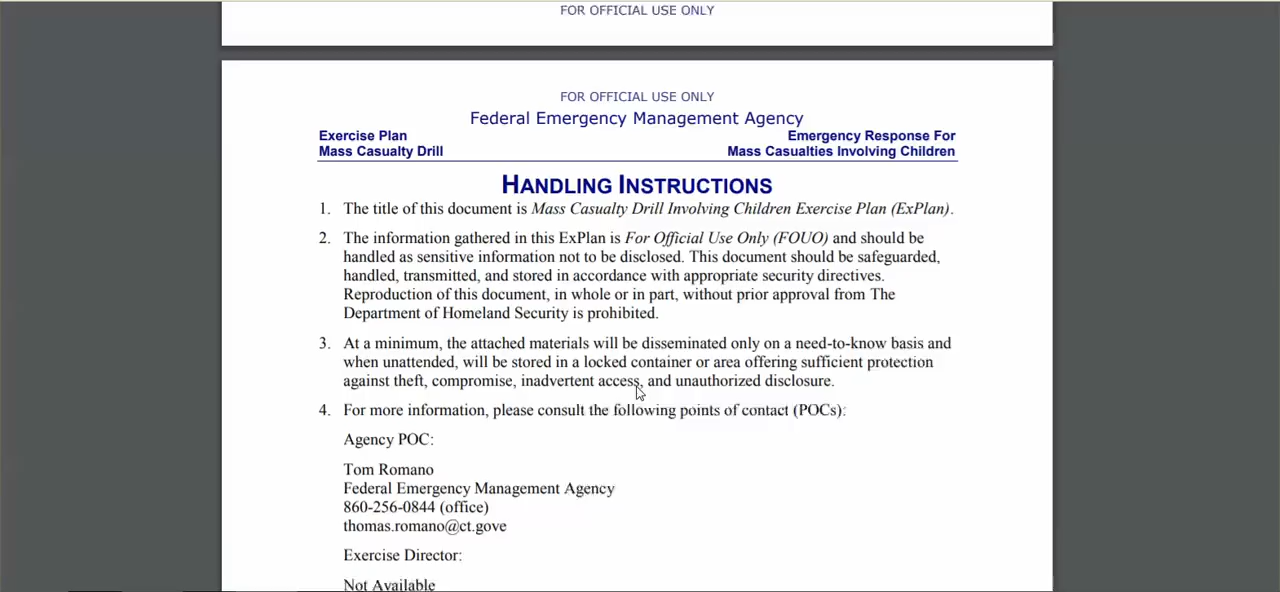 FOR OFFICIAL USE ONLY
FOR OFFICIAL USE ONLY
Federal Emergency Management Agency
Exercise Plan
Mass Casualty Drill
Emergency Response For
Mass Casualties Involving Children
HANDLING INSTRUCTIONS
1. The title of this document is Mass Casualty Drill Involving Children Exercise Plan (ExPlan).
2. The information gathered in this ExPlan is For Official Use Only (FOUO) and should be
handled as sensitive information not to be disclosed. This document should be safeguarded,
handled, transmitted, and stored in accordance with appropriate security directives.
Reproduction of this document, in whole or in part, without prior approval from The
Department of Homeland Security is prohibited.
3. At a minimum, the attached materials will be disseminated only on a need-to-know basis and
when unattended, will be stored in a locked container or area offering sufficient protection
against theft, compromise, inadvertent access, and unauthorized disclosure.
4. For more information, please consult the following points of contact (POCs):
Agency POC:
Tom Romano
Federal Emergency Management Agency
860-256-0844 (office)
thomas.romano@ct.gove
Exercise Director:
Not Available